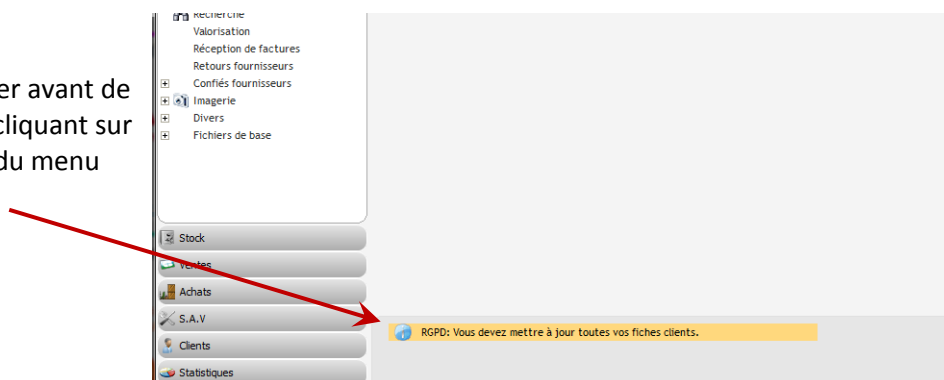 Recherche
Valorisation
Réception de factures
Retours fournisseurs
Confiés fournisseurs
Imagerie
Divers
Fichiers de base
er avant de
cliquant sur
du menu
Stock
Ventes
Achats
S.A.V
Clients
Statistiques
RGPD: Vous devez mettre à jour toutes vos fiches clients.